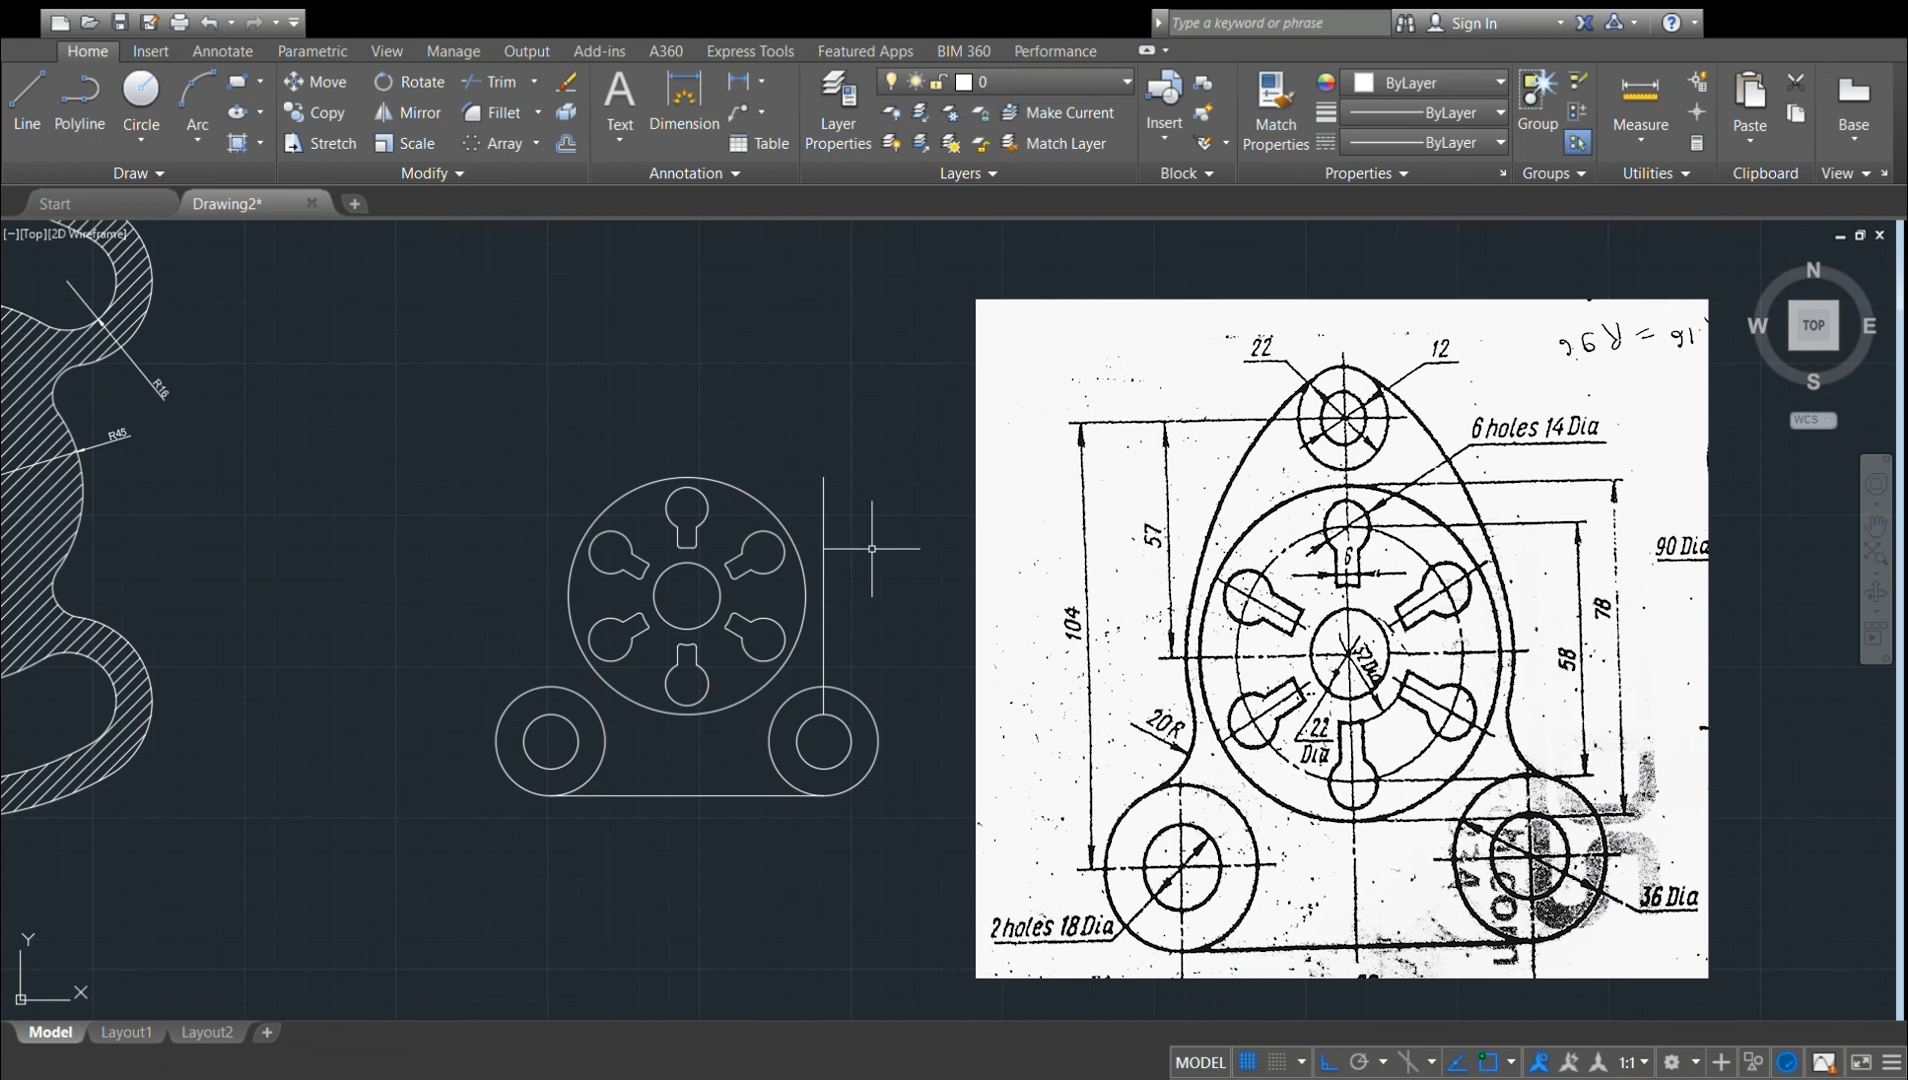 Type a keyword or phrase
Sign In
Home Insert Annotate Parametric View Manage Output Add-ins A360 Express Tools Featured Apps BIM 360 Performance
Line Polyline Circle Arc
Move Rotate Trim
Copy Mirror Fillet
Stretch Scale Array
Text Dimension Table
Layer Properties
0
Make Current
Match Layer
Insert
Match Properties
ByLayer
ByLayer
ByLayer
Group
Measure
Paste
Base
Draw Modify Annotation Layers Block Properties Groups Utilities Clipboard View
Start Drawing2*
[−][Top][2D Wireframe]
N
W TOP E
S
WCS
R16
R45
16 = R 96
22 12
6 holes 14 Dia
57
6
90 Dia
104
78
58
22
Dia
20R
36 Dia
2 holes 18 Dia
Y
X
Model Layout1 Layout2
MODEL 1:1